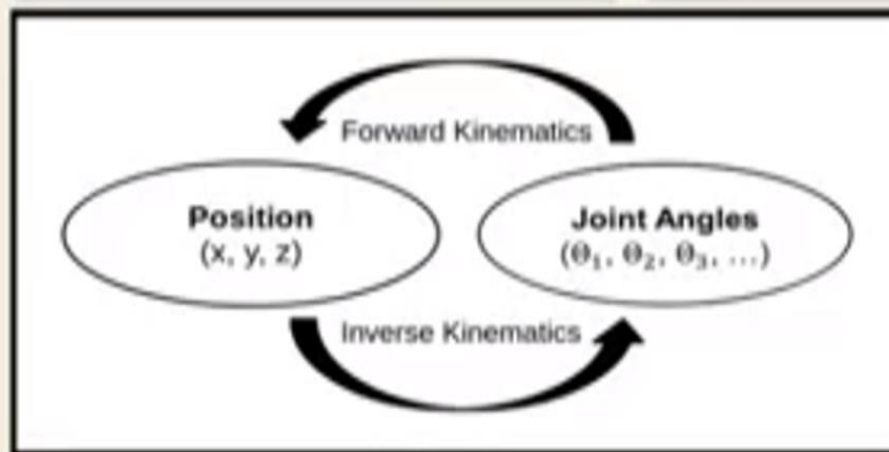 Forward Kinematics
Position
(x, y, z)
Joint Angles
(θ₁, θ₂, θ₃, ...)
Inverse Kinematics